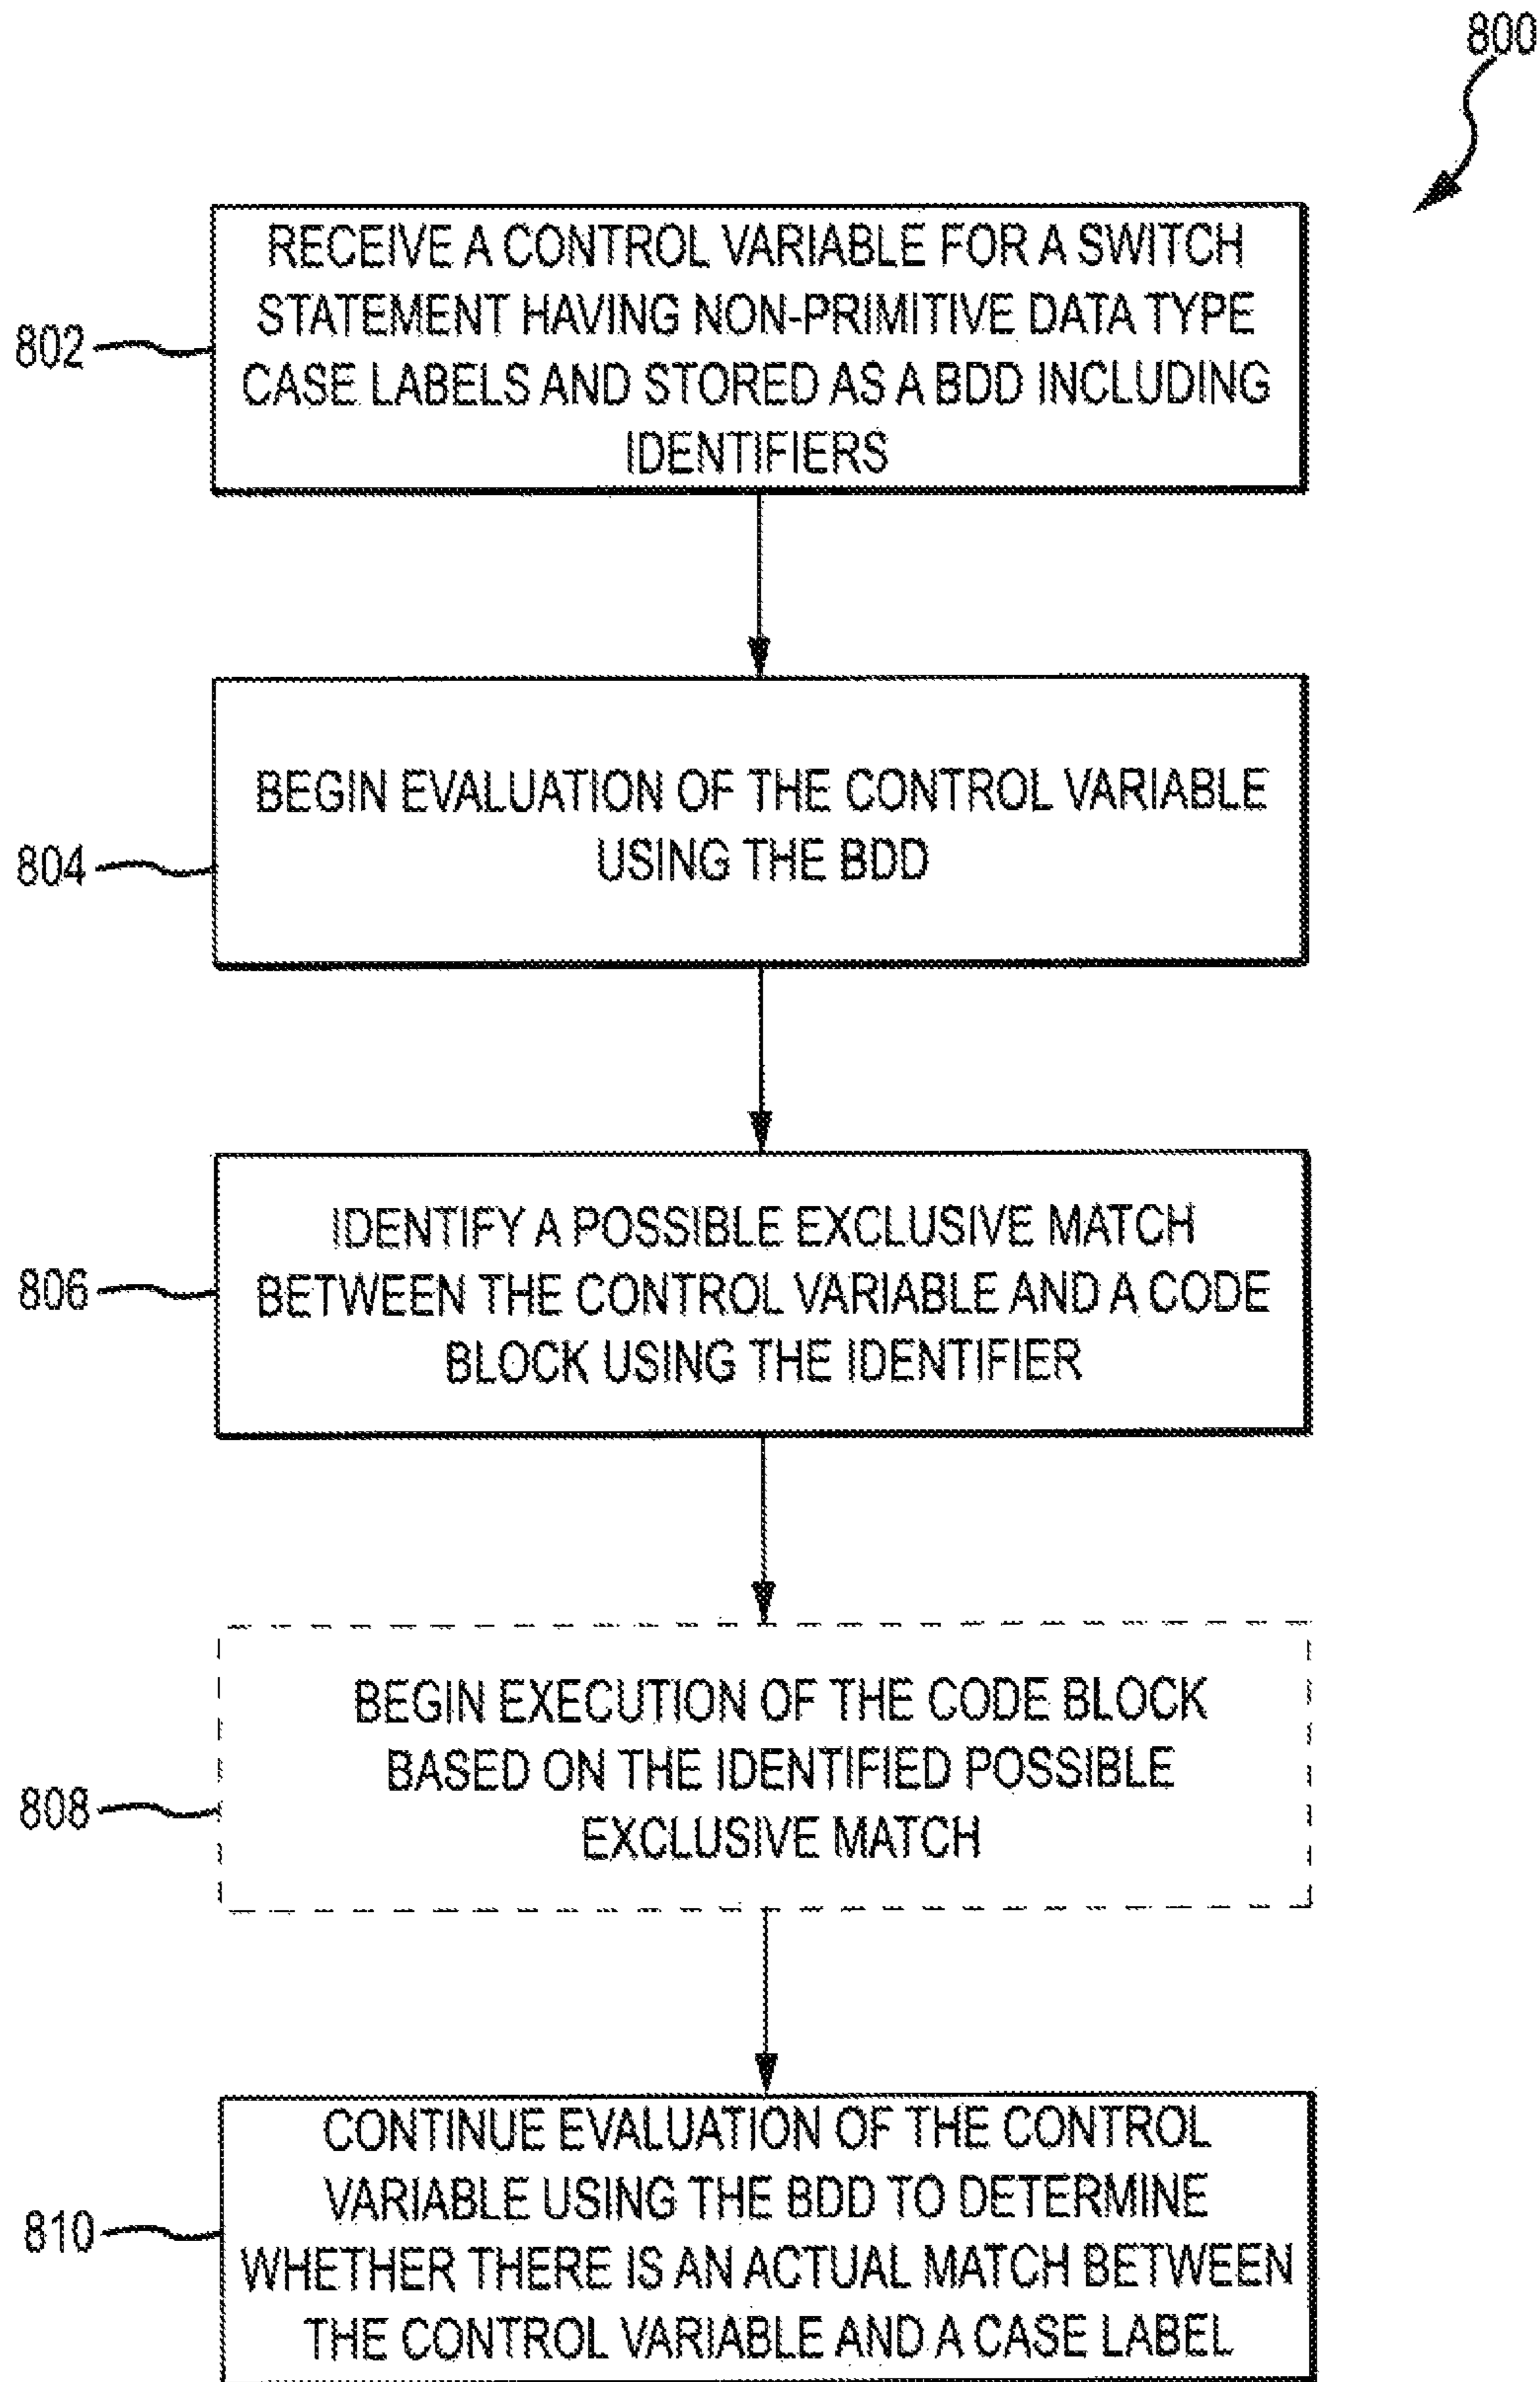 800
802
RECEIVE A CONTROL VARIABLE FOR A SWITCH
STATEMENT HAVING NON-PRIMITIVE DATA TYPE
CASE LABELS AND STORED AS A BDD INCLUDING
IDENTIFIERS
804
BEGIN EVALUATION OF THE CONTROL VARIABLE
USING THE BDD
806
IDENTIFY A POSSIBLE EXCLUSIVE MATCH
BETWEEN THE CONTROL VARIABLE AND A CODE
BLOCK USING THE IDENTIFIER
808
BEGIN EXECUTION OF THE CODE BLOCK
BASED ON THE IDENTIFIED POSSIBLE
EXCLUSIVE MATCH
810
CONTINUE EVALUATION OF THE CONTROL
VARIABLE USING THE BDD TO DETERMINE
WHETHER THERE IS AN ACTUAL MATCH BETWEEN
THE CONTROL VARIABLE AND A CASE LABEL